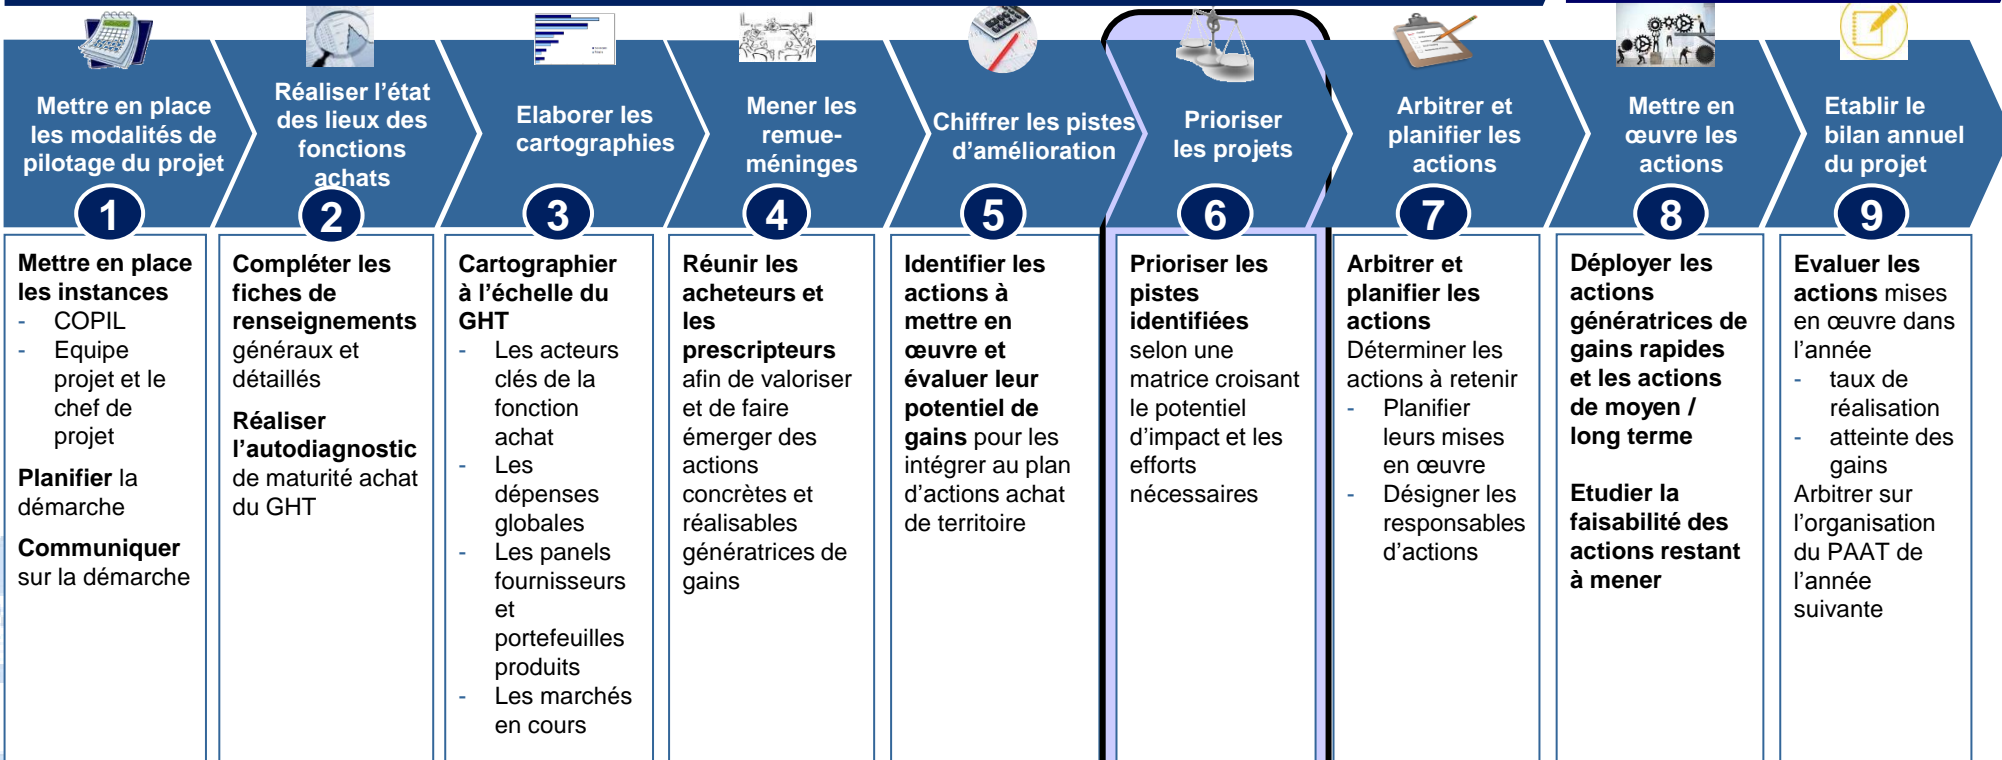 Mettre en place
les modalités de
pilotage du projet
1
Réaliser l'état
des lieux des
fonctions
achats
2
Elaborer les
cartographies
3
Mener les
remue-
méninges
4
Chiffrer les pistes
d'amélioration
5
Prioriser
les projets
6
Arbitrer et
planifier les
actions
7
Mettre en
œuvre les
actions
8
Etablir le
bilan annuel
du projet
9
Mettre en place
les instances
- COPIL
- Equipe
projet et le
chef de
projet
Planifier la
démarche
Communiquer
sur la démarche
Compléter les
fiches de
renseignements
généraux et
détaillés
Réaliser
l'autodiagnostic
de maturité achat
du GHT
Cartographier
à l'échelle du
GHT
- Les acteurs
clés de la
fonction
achat
- Les
dépenses
globales
- Les panels
fournisseurs
et
portefeuilles
produits
- Les marchés
en cours
Réunir les
acheteurs et
les
prescripteurs
afin de valoriser
et de faire
émerger des
actions
concrètes et
réalisables
génératrices de
gains
Identifier les
actions à
mettre en
œuvre et
évaluer leur
potentiel de
gains pour les
intégrer au plan
d'actions achat
de territoire
Prioriser les
pistes
identifiées
selon une
matrice croisant
le potentiel
d'impact et les
efforts
nécessaires
Arbitrer et
planifier les
actions
Déterminer les
actions à retenir
- Planifier
leurs mises
en œuvre
- Désigner les
responsables
d'actions
Déployer les
actions
génératrices de
gains rapides
et les actions
de moyen /
long terme
Etudier la
faisabilité des
actions restant
à mener
Evaluer les
actions mises
en œuvre dans
l'année
- taux de
réalisation
- atteinte des
gains
Arbitrer sur
l'organisation
du PAAT de
l'année
suivante